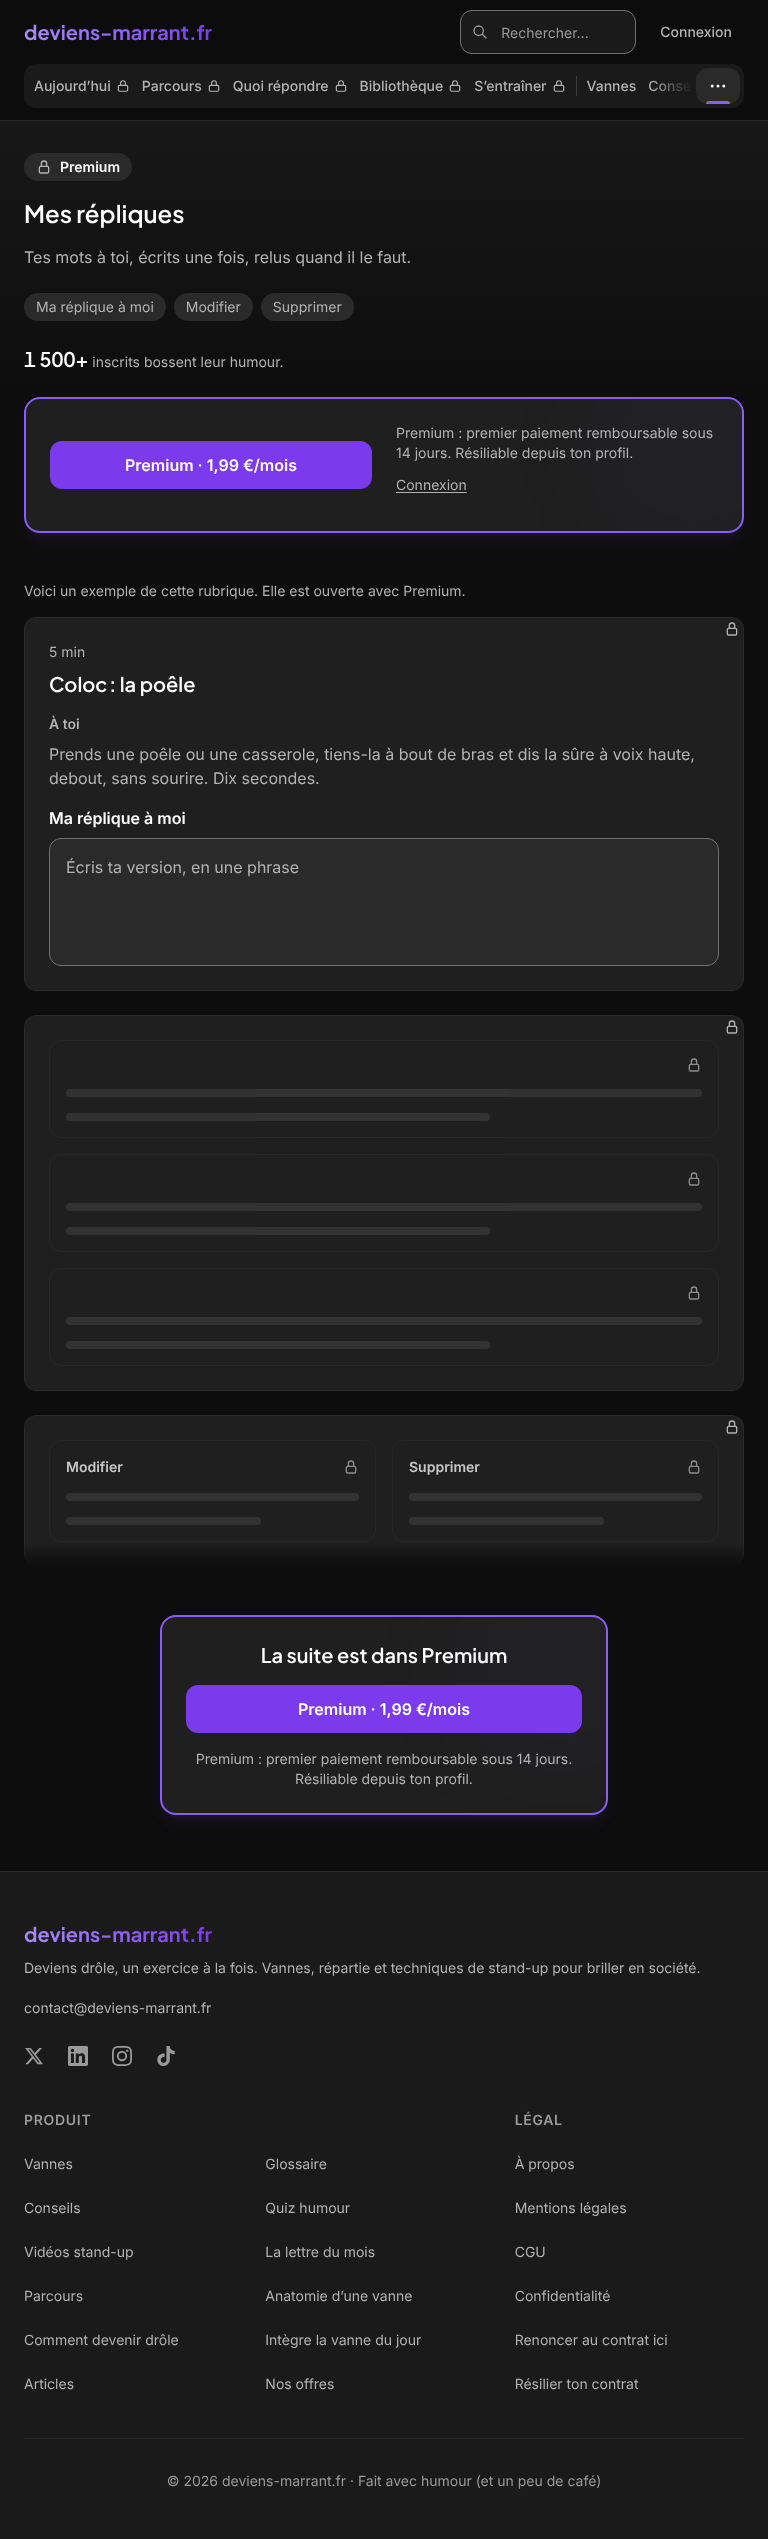 deviens-marrant.fr
Rechercher...
Connexion
Aujourd’hui
Parcours
Quoi répondre
Bibliothèque
S’entraîner
Vannes
Premium
Mes répliques
Tes mots à toi, écrits une fois, relus quand il le faut.
Ma réplique à moi
Modifier
Supprimer
1 500+ inscrits bossent leur humour.
Premium · 1,99 €/mois
Premium : premier paiement remboursable sous
14 jours. Résiliable depuis ton profil.
Connexion
Voici un exemple de cette rubrique. Elle est ouverte avec Premium.
5 min
Coloc : la poêle
À toi
Prends une poêle ou une casserole, tiens-la à bout de bras et dis la sûre à voix haute,
debout, sans sourire. Dix secondes.
Ma réplique à moi
Écris ta version, en une phrase
Modifier
Supprimer
La suite est dans Premium
Premium · 1,99 €/mois
Premium : premier paiement remboursable sous 14 jours.
Résiliable depuis ton profil.
deviens-marrant.fr
Deviens drôle, un exercice à la fois. Vannes, répartie et techniques de stand-up pour briller en société.
contact@deviens-marrant.fr
PRODUIT
Vannes
Conseils
Vidéos stand-up
Parcours
Comment devenir drôle
Articles
Glossaire
Quiz humour
La lettre du mois
Anatomie d’une vanne
Intègre la vanne du jour
Nos offres
LÉGAL
À propos
Mentions légales
CGU
Confidentialité
Renoncer au contrat ici
Résilier ton contrat
© 2026 deviens-marrant.fr · Fait avec humour (et un peu de café)